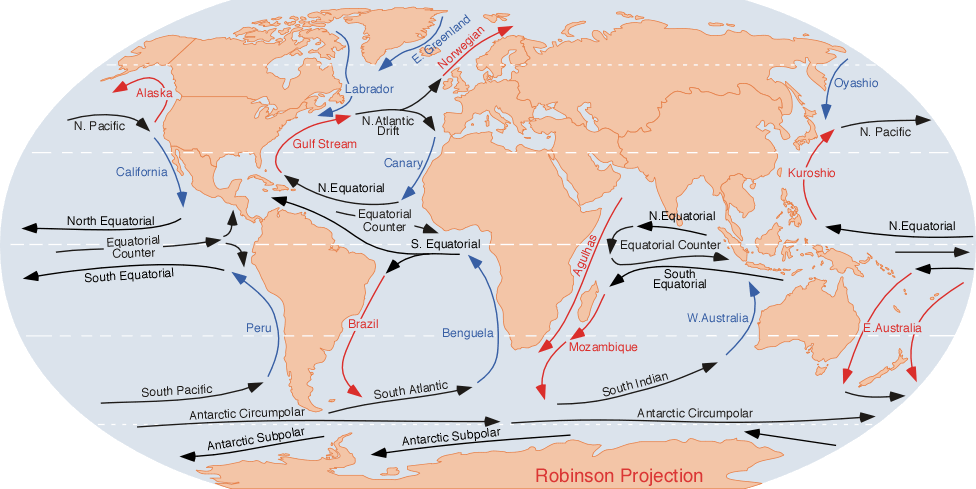 E. Greenland
Norwegian
Alaska
Labrador
Oyashio
N. Pacific
N.Atlantic
Drift
N. Pacific
Gulf Stream
California
Canary
Kuroshio
N.Equatorial
North Equatorial
Equatorial
Counter
N.Equatorial
N.Equatorial
Equatorial
Counter
S. Equatorial
Equatorial Counter
South Equatorial
Agulhas
South
Equatorial
Peru
Brazil
Benguela
W.Australia
E.Australia
Mozambique
South Pacific
South Atlantic
South Indian
Antarctic Circumpolar
Antarctic Circumpolar
Antarctic Subpolar
Antarctic Subpolar
Robinson Projection